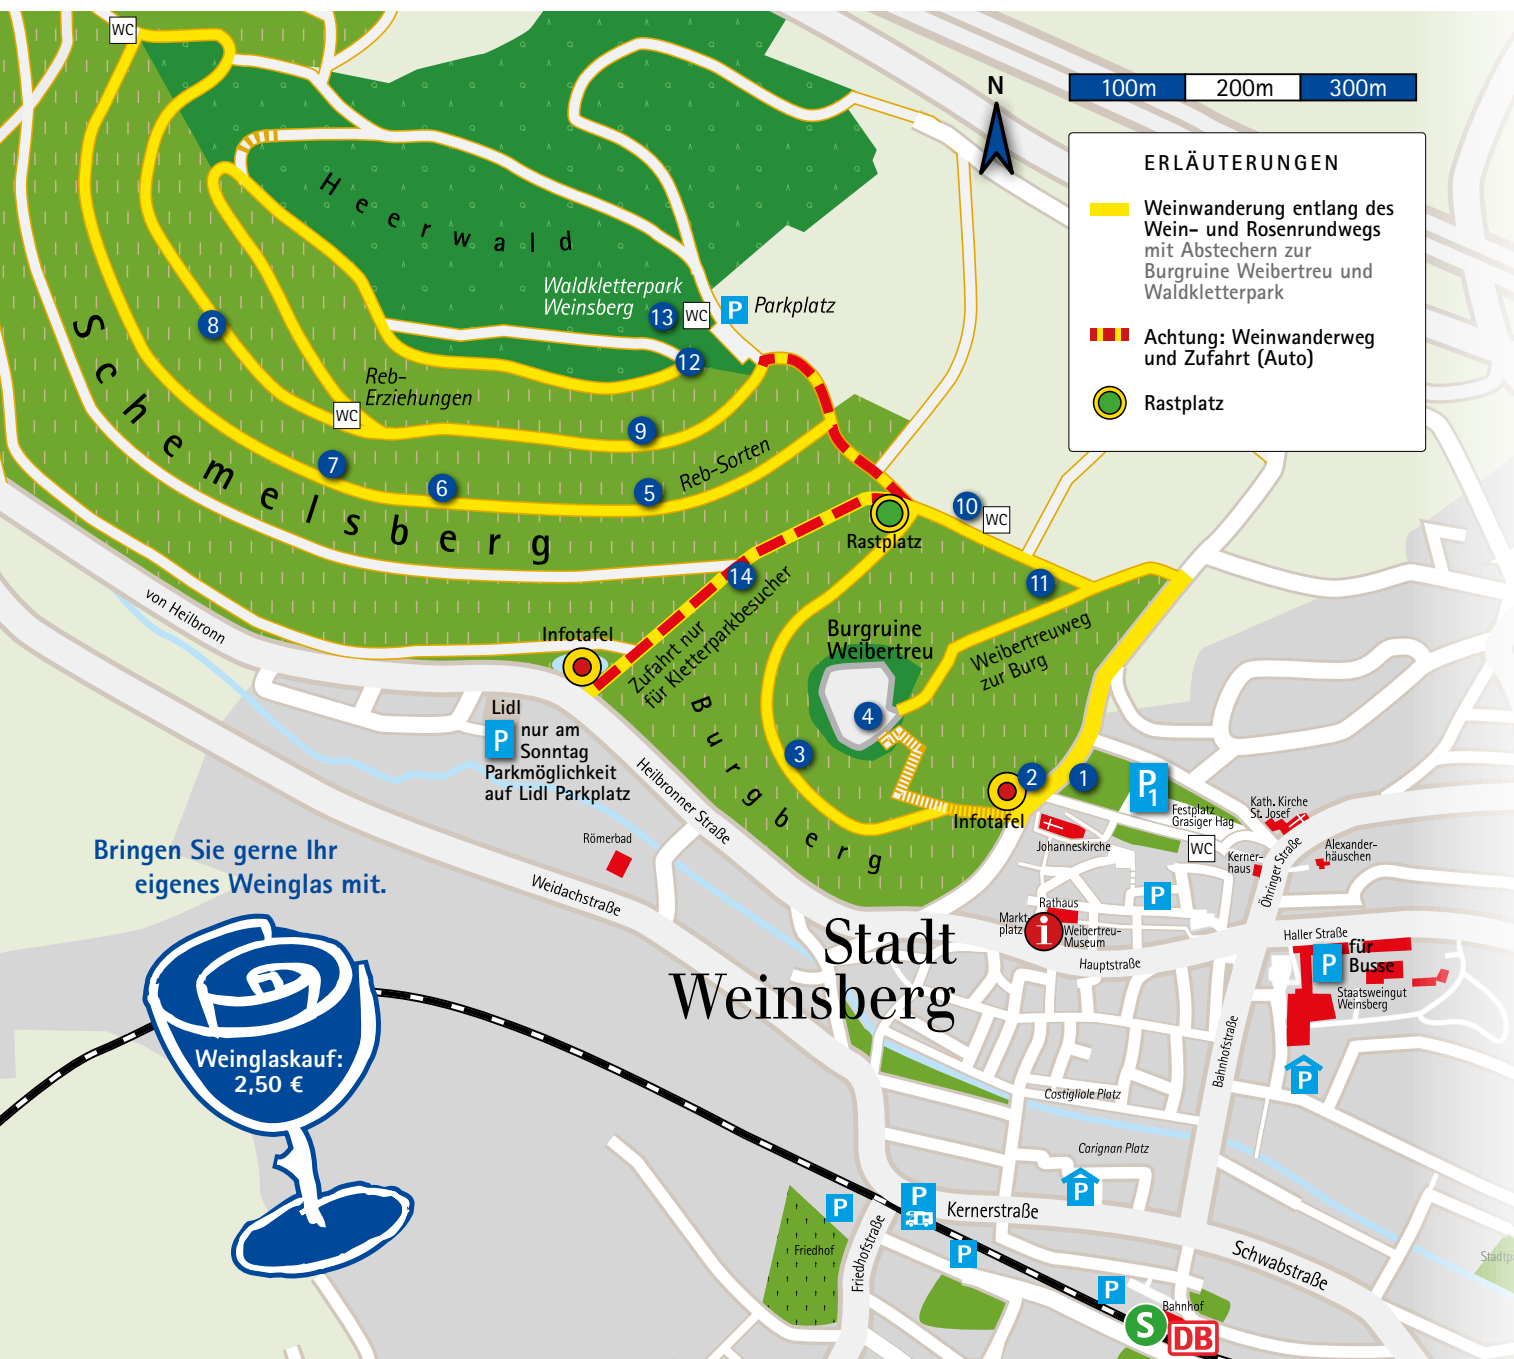 WC
N
100m 200m 300m
ERLÄUTERUNGEN
Weinwanderung entlang des
Wein- und Rosenrundwegs
mit Abstechern zur
Burgruine Weibertreu und
Waldkletterpark
Achtung: Weinwanderweg
und Zufahrt (Auto)
Rastplatz
Heerwald
Waldkletterpark
Weinsberg
13
WC
P
Parkplatz
8
12
Schemelsberg
Reb-
Erziehungen
WC
9
7
6
5
Reb-Sorten
10
WC
Rastplatz
14
11
von Heilbronn
Infotafel
Zufahrt nur
für Kletterparkbesucher
Burgruine
Weibertreu
Weibertreuweg
zur Burg
4
Burgberg
3
2
1
Infotafel
Lidl
P
nur am
Sonntag
Parkmöglichkeit
auf Lidl Parkplatz
Heilbronner Straße
P1
Festplatz
Grasiger Hag
Kath. Kirche
St. Josef
Johanneskirche
WC
Kerner-
haus
Alexander-
häuschen
Öhringer Straße
Römerbad
Weidachstraße
Bringen Sie gerne Ihr
eigenes Weinglas mit.
P
Rathaus
Markt-
platz
i
Weibertreu-
Museum
Hauptstraße
Haller Straße
P
für
Busse
Staatsweingut
Weinsberg
Stadt
Weinsberg
Weinglaskauf:
2,50 €
Bahnhofstraße
P
Costigliole Platz
Carignan Platz
P
P
P
Kernerstraße
Friedhof
Friedhofstraße
P
Schwabstraße
Stadtpa
P
Bahnhof
S
DB